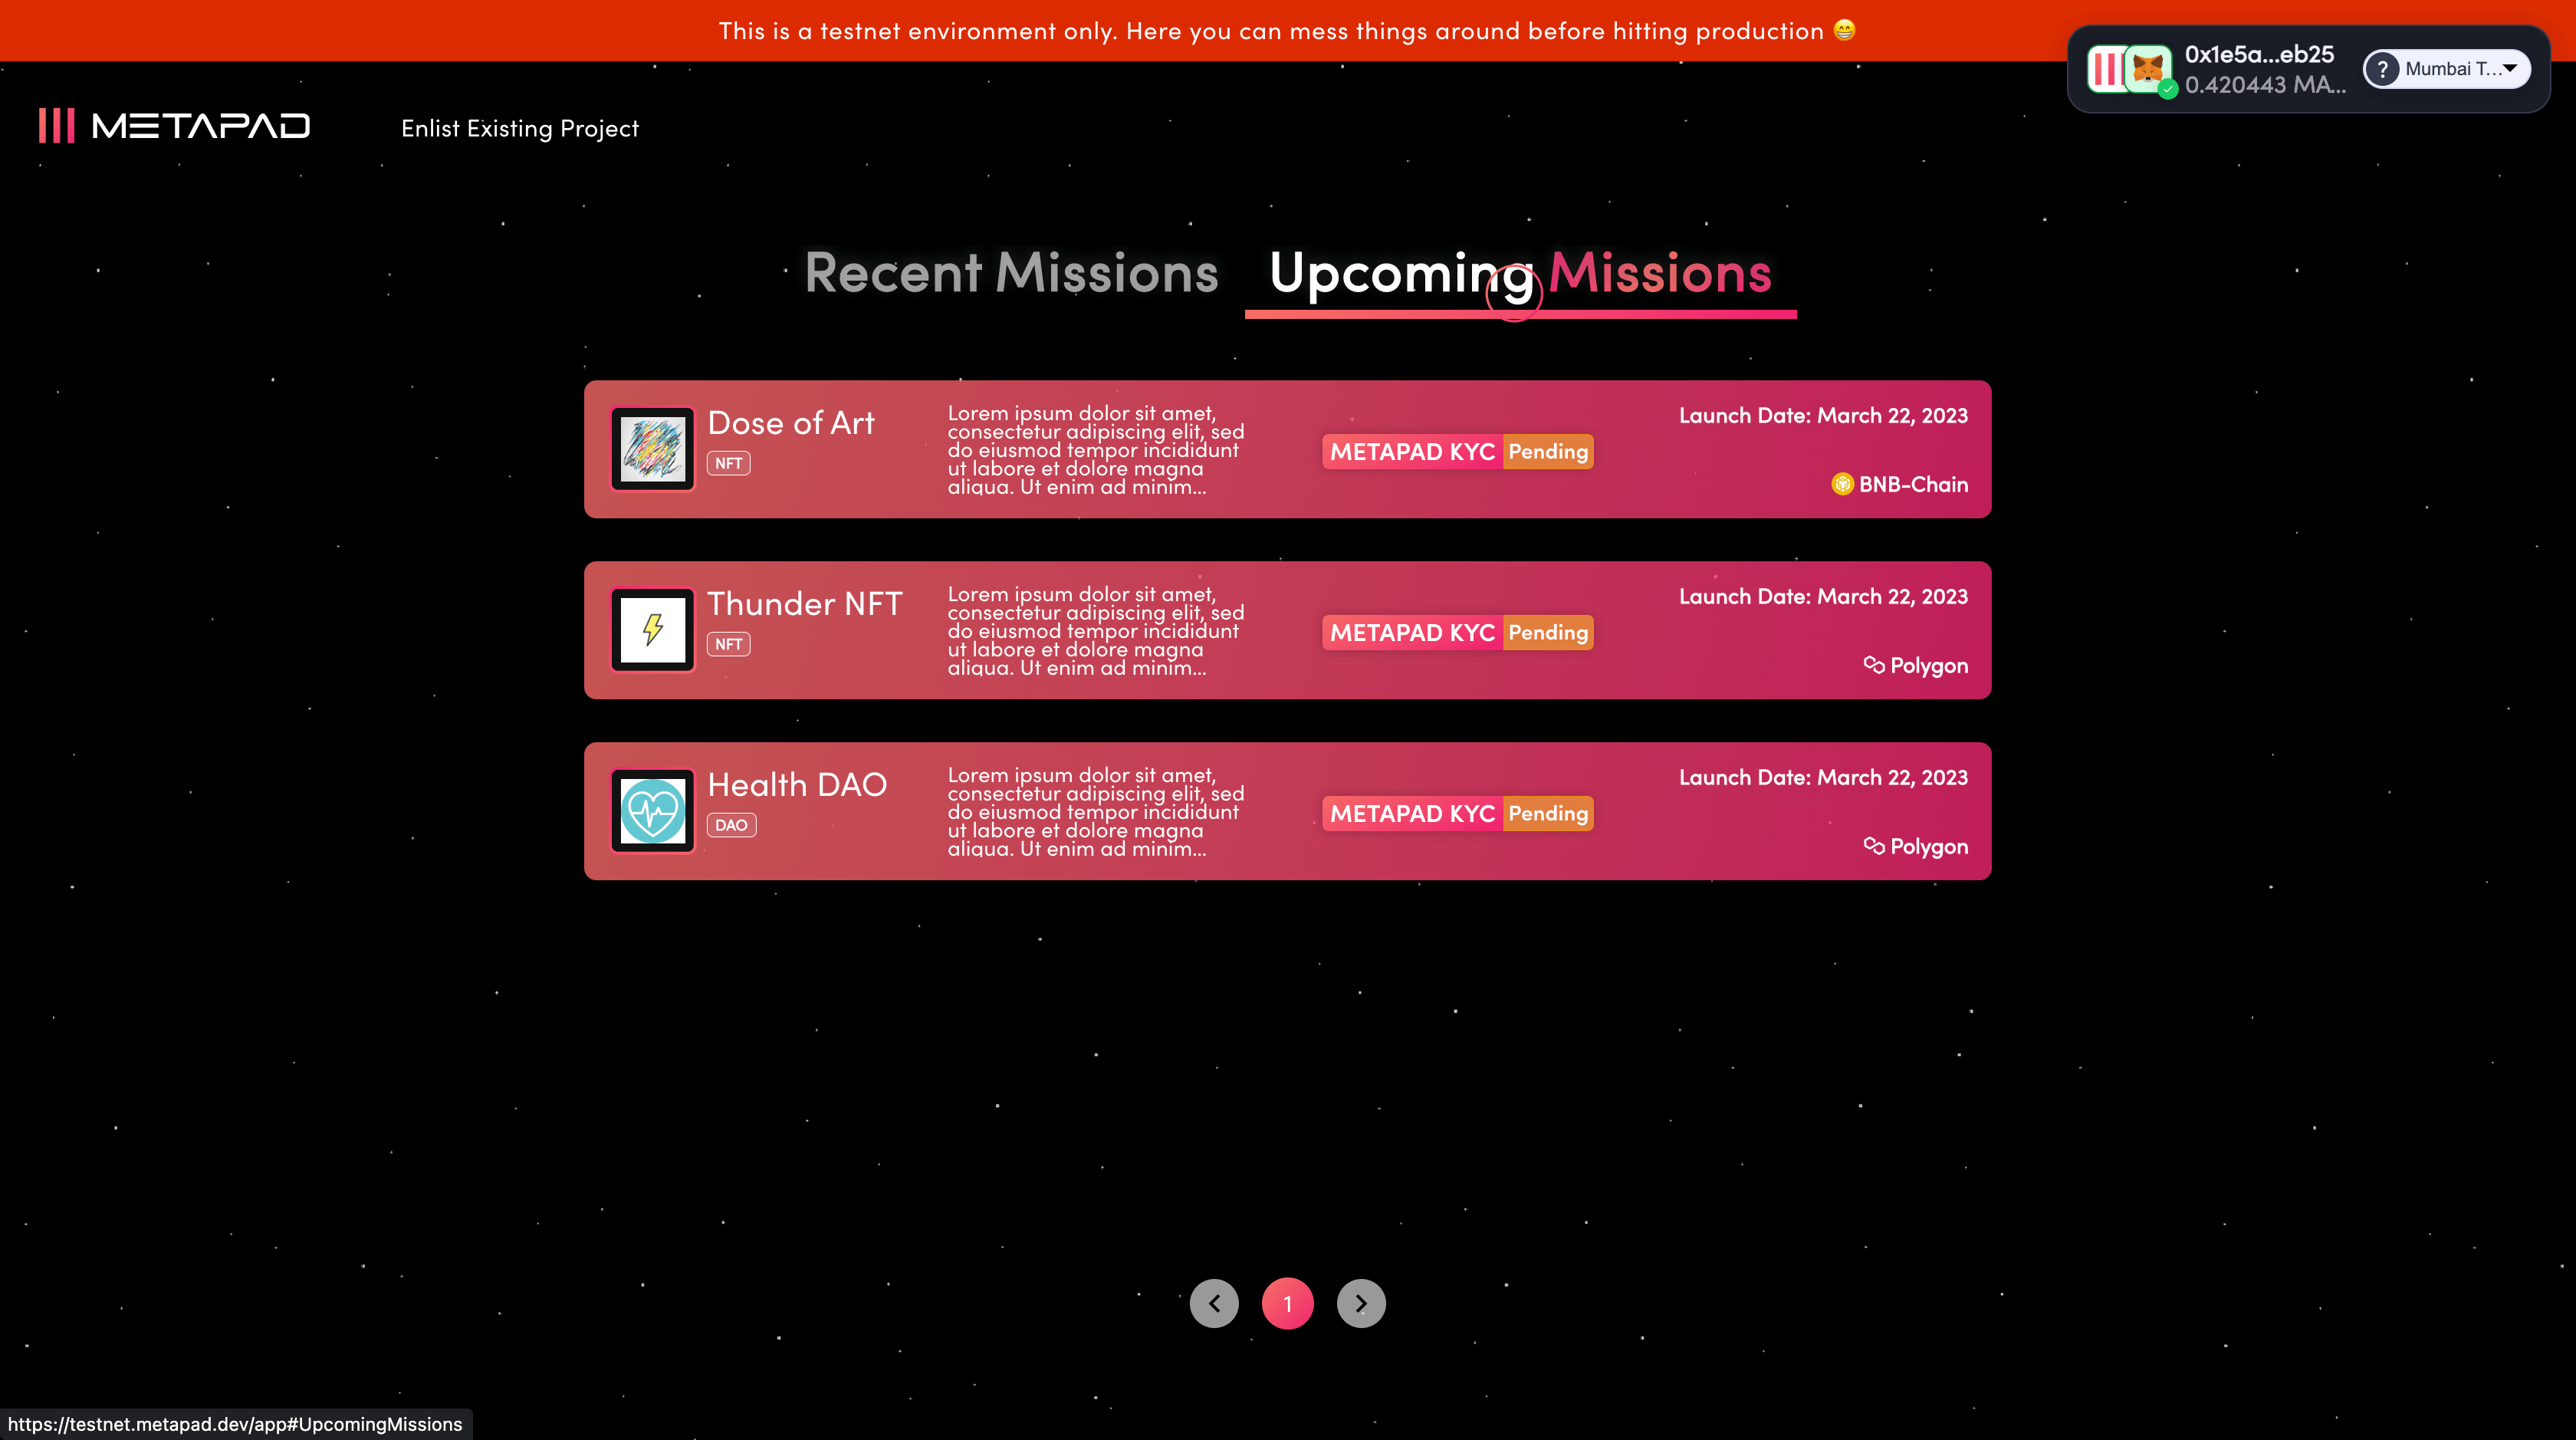 This is a testnet environment only. Here you can mess things around before hitting production 😁
0x1e5a...eb25
0.420443 MA...
? Mumbai T...
METAPAD
Enlist Existing Project
Recent Missions
Upcoming Missions
Dose of Art
NFT
Lorem ipsum dolor sit amet,
consectetur adipiscing elit, sed
do eiusmod tempor incididunt
ut labore et dolore magna
aliqua. Ut enim ad minim...
METAPAD KYC Pending
Launch Date: March 22, 2023
BNB-Chain
Thunder NFT
NFT
Lorem ipsum dolor sit amet,
consectetur adipiscing elit, sed
do eiusmod tempor incididunt
ut labore et dolore magna
aliqua. Ut enim ad minim...
METAPAD KYC Pending
Launch Date: March 22, 2023
Polygon
Health DAO
DAO
Lorem ipsum dolor sit amet,
consectetur adipiscing elit, sed
do eiusmod tempor incididunt
ut labore et dolore magna
aliqua. Ut enim ad minim...
METAPAD KYC Pending
Launch Date: March 22, 2023
Polygon
1
https://testnet.metapad.dev/app#UpcomingMissions